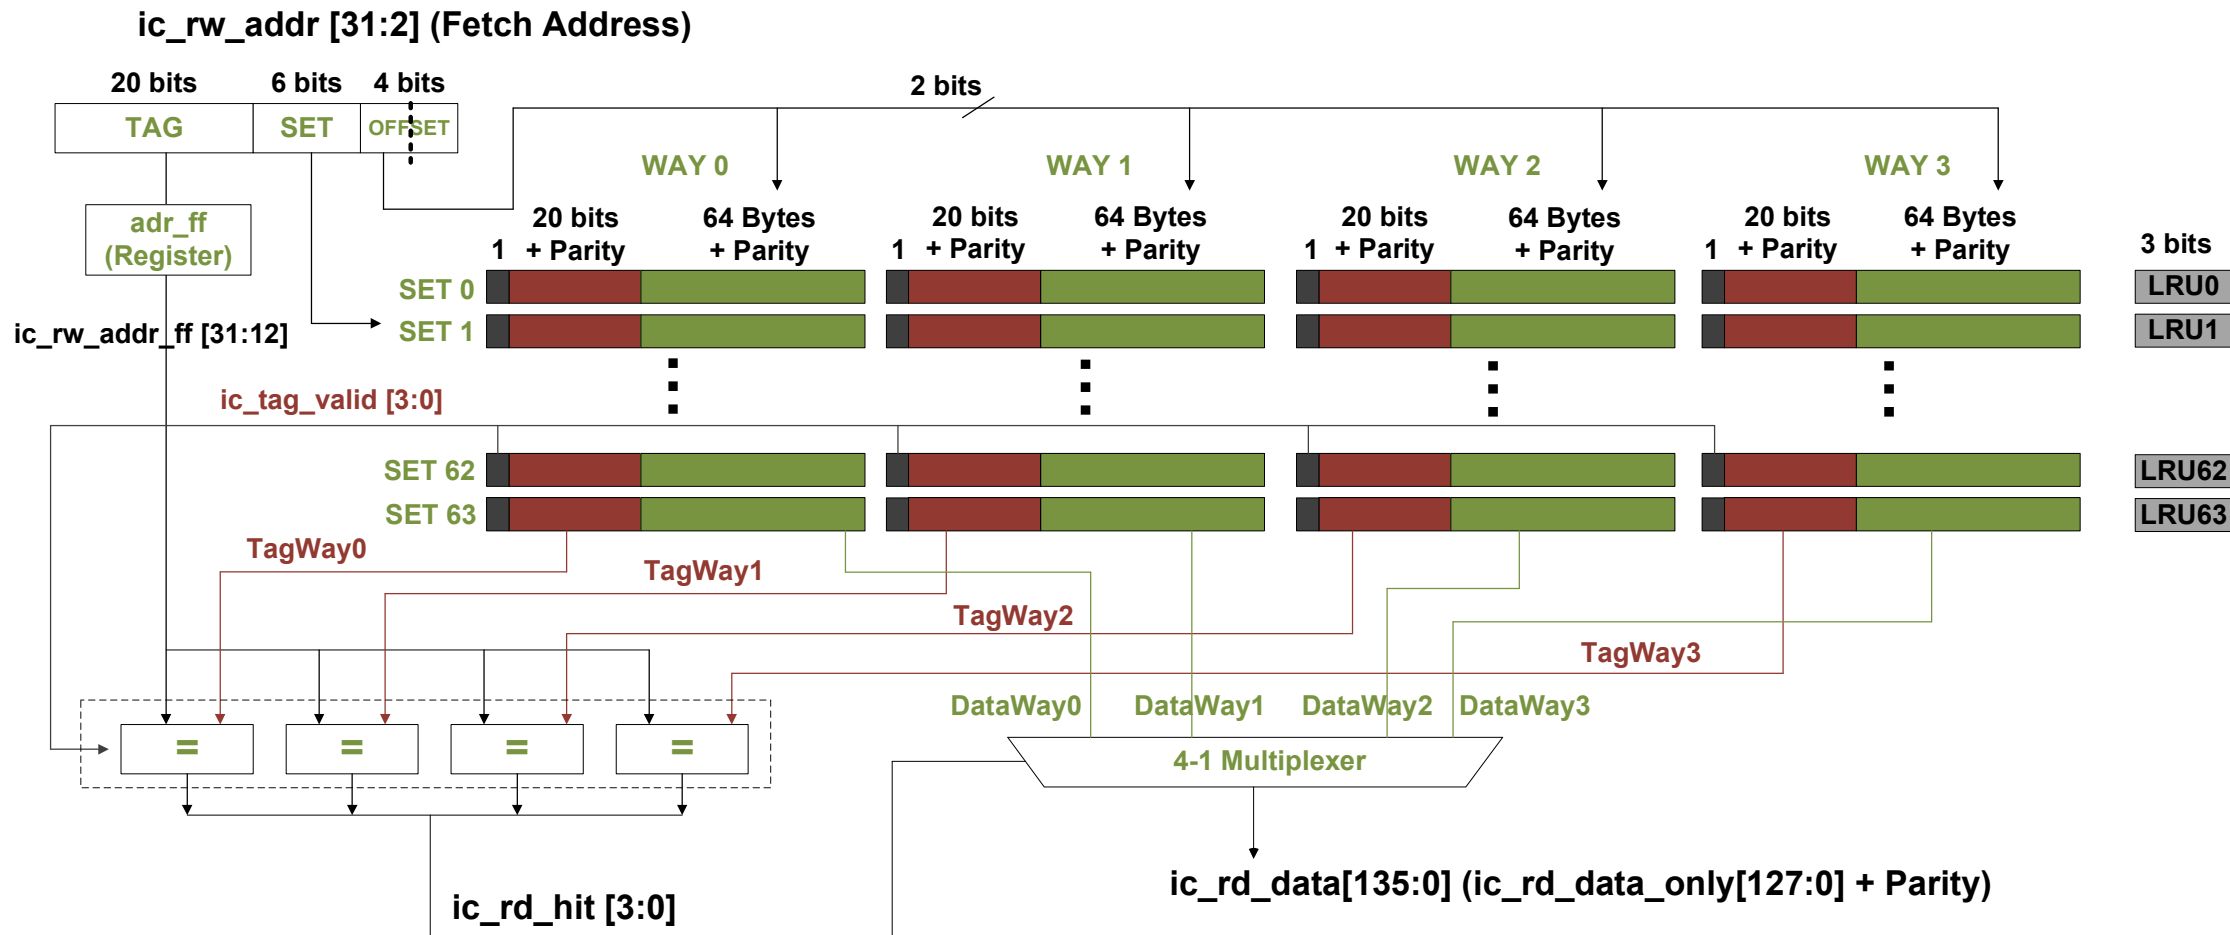 ic_rw_addr [31:2] (Fetch Address)
20 bits 6 bits 4 bits 2 bits
TAG SET OFFSET
WAY 0 WAY 1 WAY 2 WAY 3
adr_ff
(Register)
20 bits 64 Bytes 20 bits 64 Bytes 20 bits 64 Bytes 20 bits 64 Bytes
1 + Parity + Parity 1 + Parity + Parity 1 + Parity + Parity 1 + Parity + Parity 3 bits
SET 0 LRU0
SET 1 LRU1
ic_rw_addr_ff [31:12]
ic_tag_valid [3:0]
SET 62 LRU62
SET 63 LRU63
TagWay0
TagWay1
TagWay2
TagWay3
DataWay0 DataWay1 DataWay2 DataWay3
= = = =
4-1 Multiplexer
ic_rd_data[135:0] (ic_rd_data_only[127:0] + Parity)
ic_rd_hit [3:0]